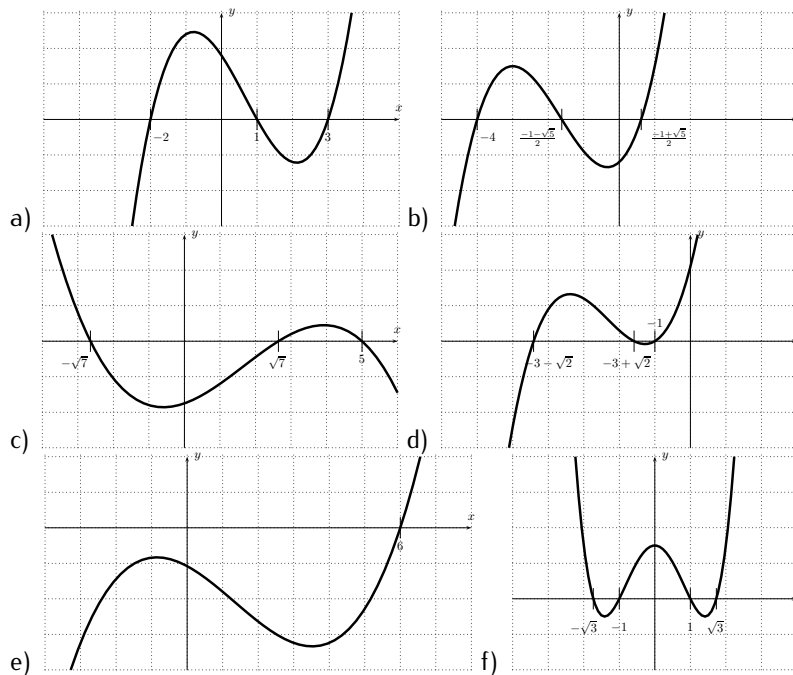 y
x
−2
1
3
a)
y
−4
(−1−√5)/2
(−1+√5)/2
b)
y
x
−√7
√7
5
c)
y
−1
−3 − √2
−3 + √2
d)
y
x
6
e)
y
−√3
−1
1
√3
f)